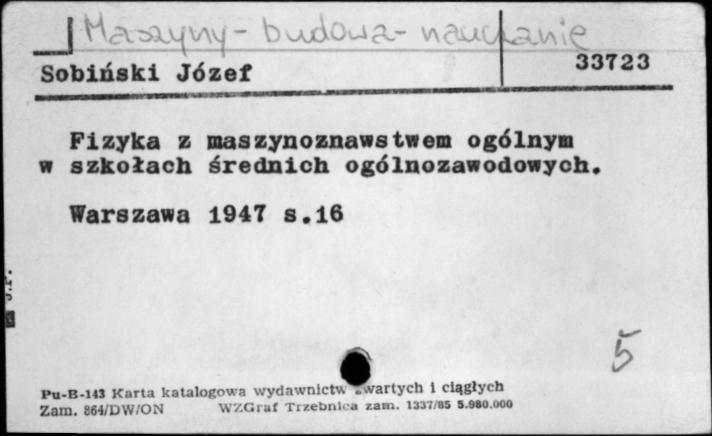 Maszyny - budowa - nauczanie
Sobiński Józef 33723
Fizyka z maszynoznawstwem ogólnym
w szkołach średnich ogólnozawodowych.
Warszawa 1947 s.16
5
Pu-B-143 Karta katalogowa wydawnictw zwartych i ciągłych
Zam. 864/DW/ON WZGraf Trzebnica zam. 1337/85 5.980.000